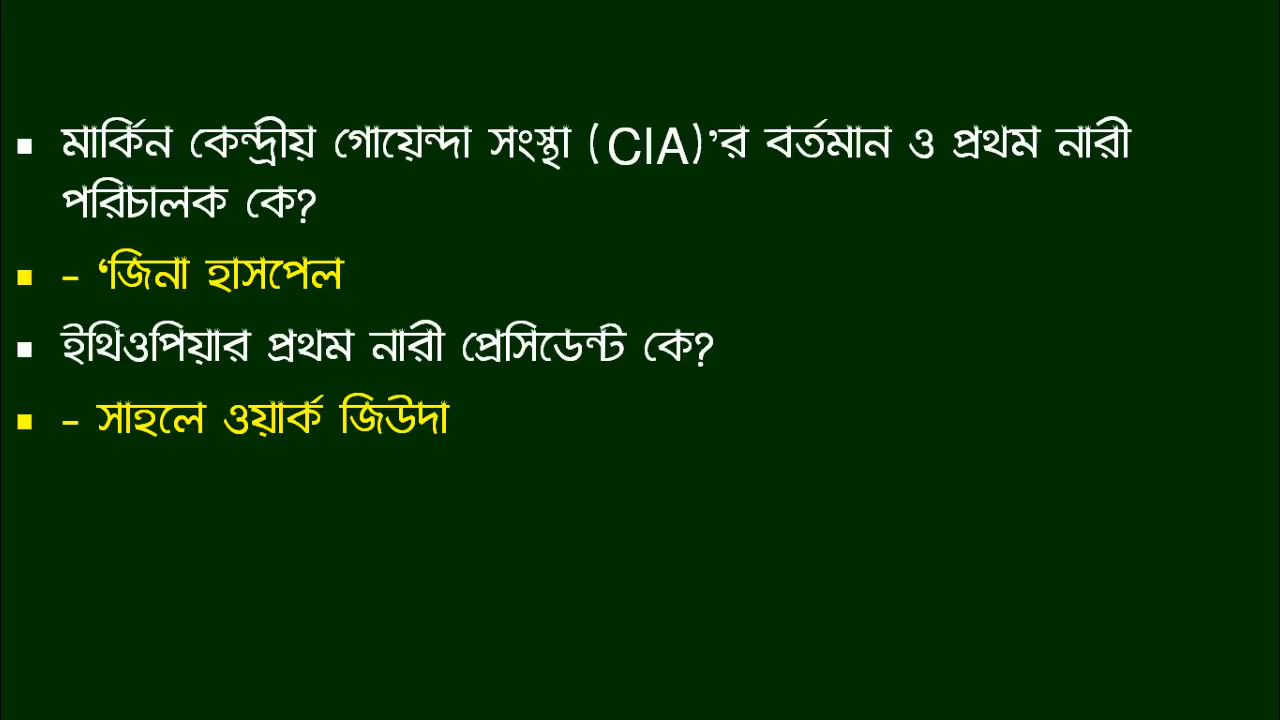 ▪ মার্কিন কেন্দ্রীয় গোয়েন্দা সংস্থা (CIA)’র বর্তমান ও প্রথম নারী
পরিচালক কে?
▪ – ‘জিনা হাসপেল
▪ ইথিওপিয়ার প্রথম নারী প্রেসিডেন্ট কে?
▪ – সাহলে ওয়ার্ক জিউদা